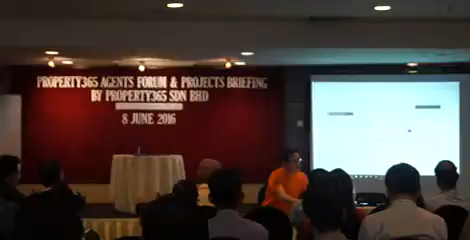 PROPERTY365 AGENTS FORUM & PROJECTS BRIEFING
BY PROPERTY365 SDN BHD
8 JUNE 2016